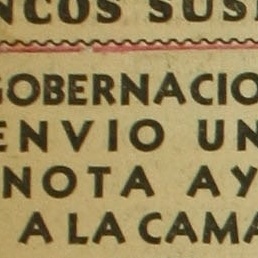 NCOS SUS
GOBERNACIO
ENVIO UN
NOTA AY
A LA CAMA